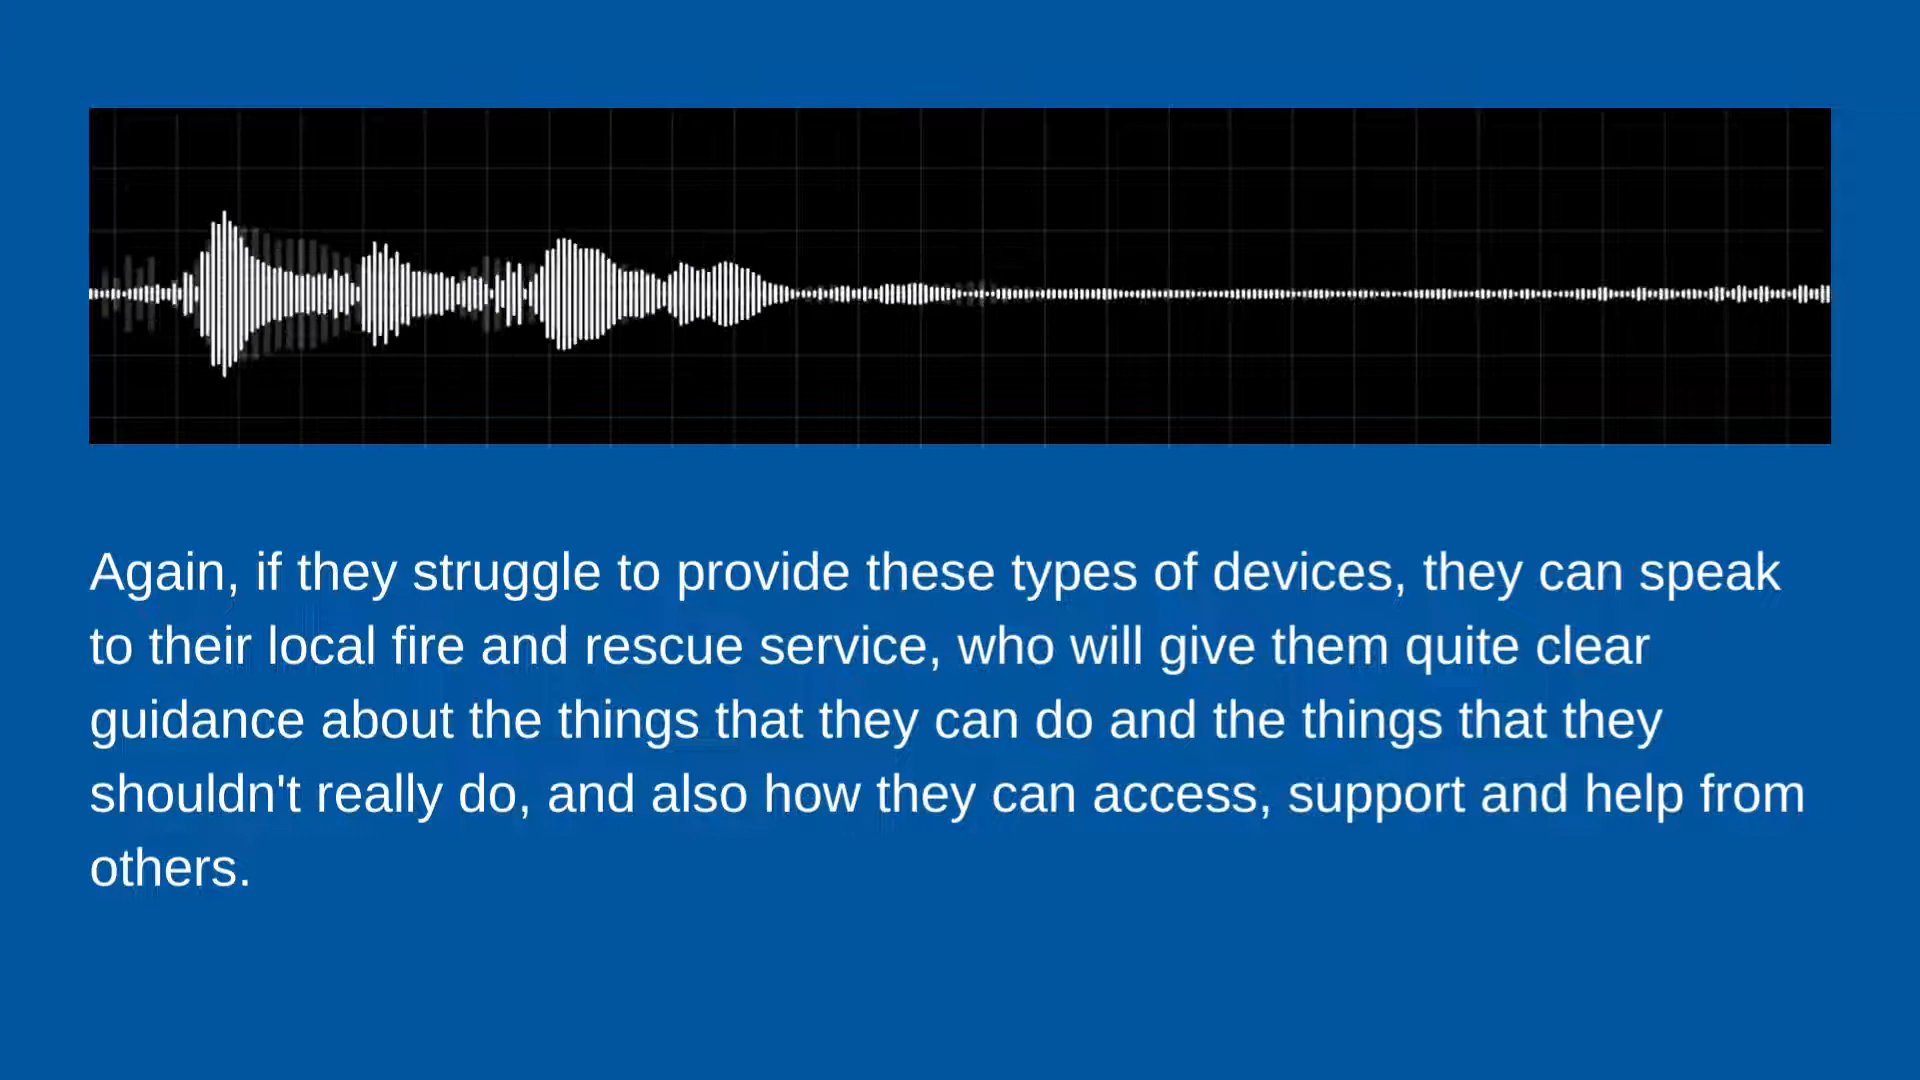 Again, if they struggle to provide these types of devices, they can speak
to their local fire and rescue service, who will give them quite clear
guidance about the things that they can do and the things that they
shouldn't really do, and also how they can access, support and help from
others.